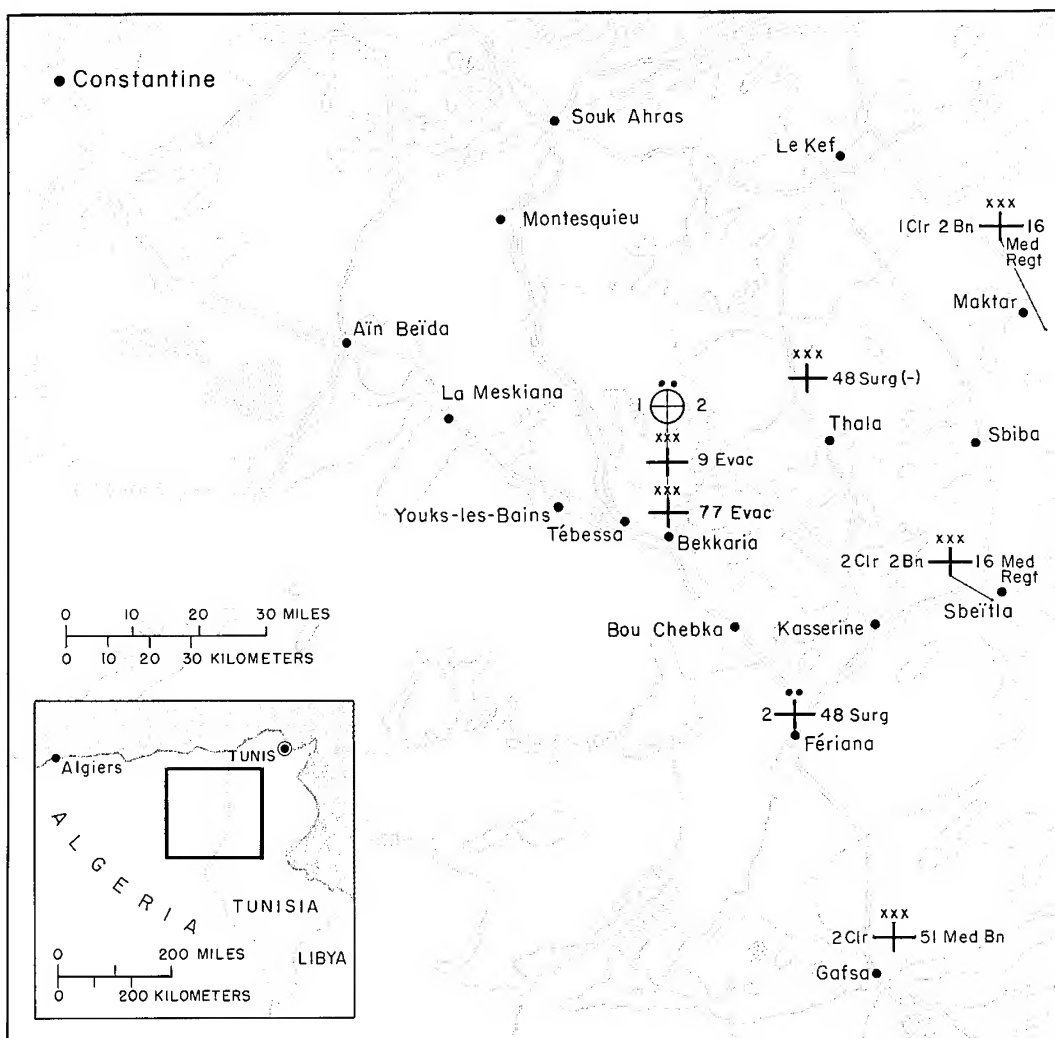 Constantine
Souk Ahras
Le Kef
Montesquieu
xxx
1 Clr 2 Bn 16
Med
Regt
Maktar
Aïn Beïda
xxx
48 Surg (-)
La Meskiana
1 2
Thala
Sbiba
xxx
9 Evac
xxx
77 Evac
Youks-les-Bains
Tébessa
Bekkaria
xxx
2 Clr 2 Bn 16 Med
Regt
Sbeïtla
0 10 20 30 MILES
0 10 20 30 KILOMETERS
Bou Chebka
Kasserine
2 48 Surg
Fériana
Algiers
TUNIS
ALGERIA
TUNISIA
LIBYA
0 200 MILES
0 200 KILOMETERS
xxx
2 Clr 51 Med Bn
Gafsa